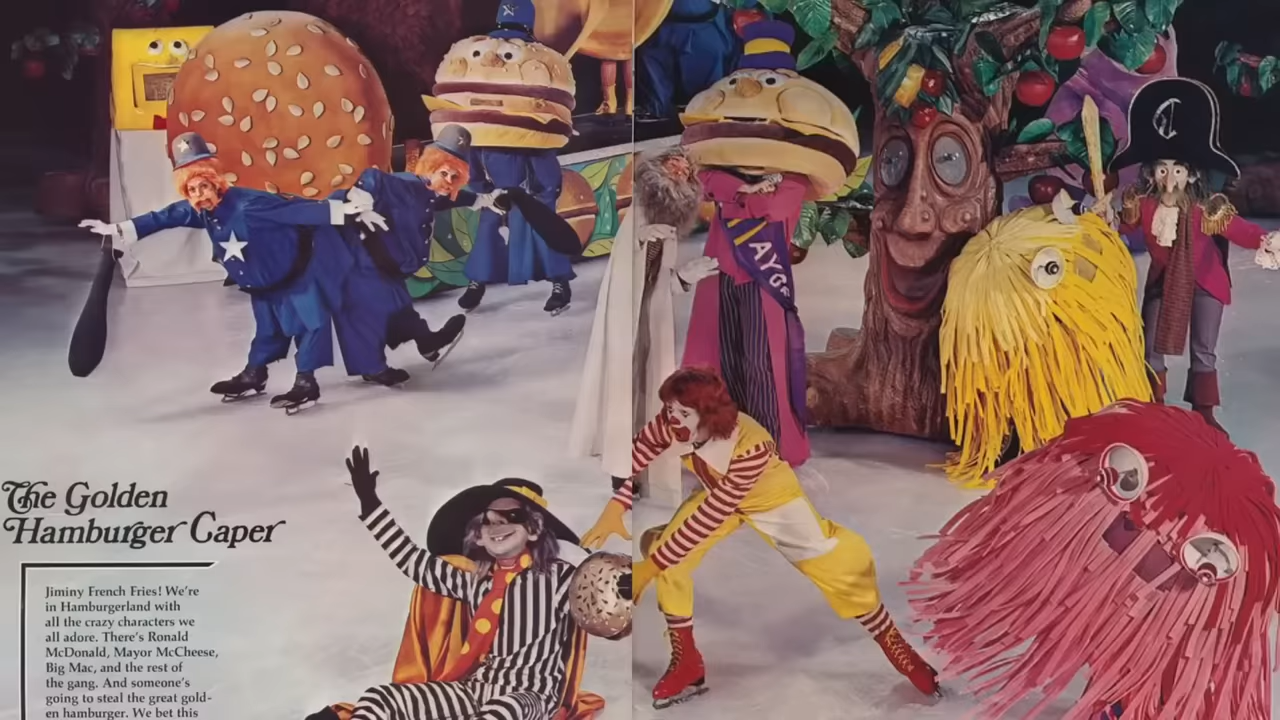 The Golden
Hamburger Caper
Jiminy French Fries! We're
in Hamburgerland with
all the crazy characters we
all adore. There's Ronald
McDonald, Mayor McCheese,
Big Mac, and the rest of
the gang. And someone's
going to steal the great gold-
en hamburger. We bet this
MAYOR
C